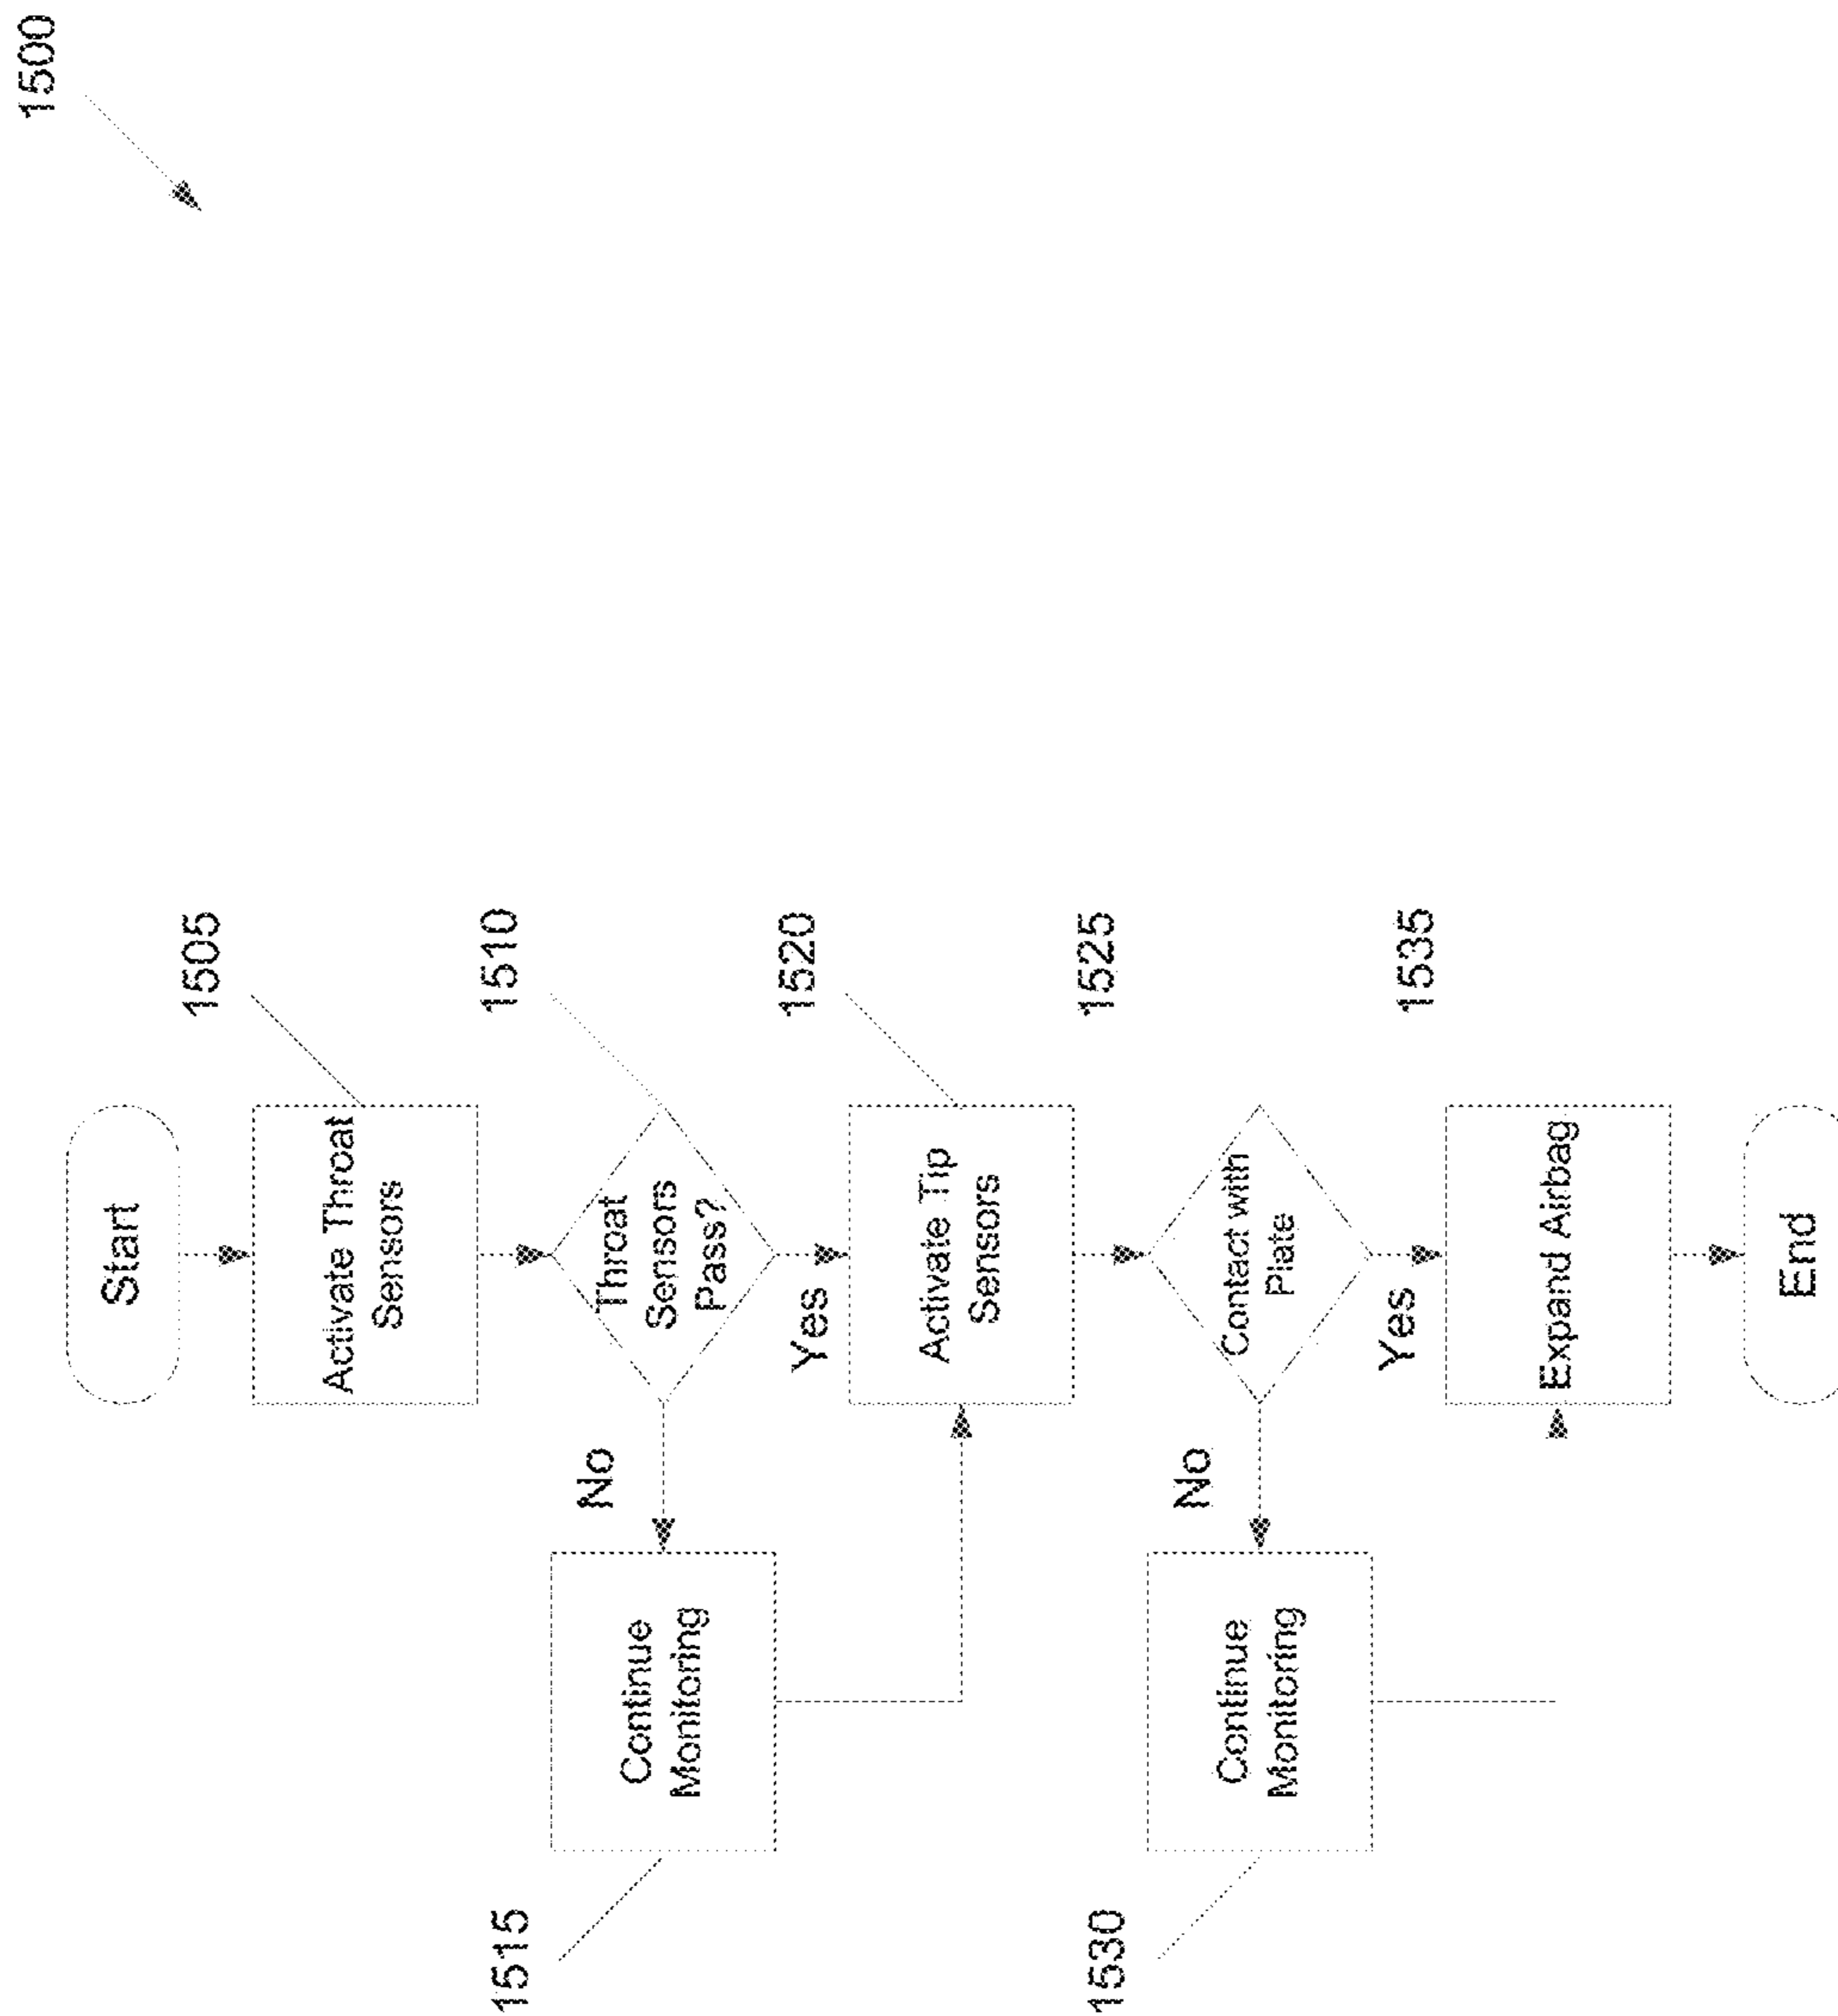 1500
Start
1505
Activate Throat
Sensors
1510
Throat
Sensors
Pass?
No
Yes
1515
Continue
Monitoring
1520
Activate Tip
Sensors
1525
Contact with
Plate
No
Yes
1530
Continue
Monitoring
1535
Expand Airbag
End